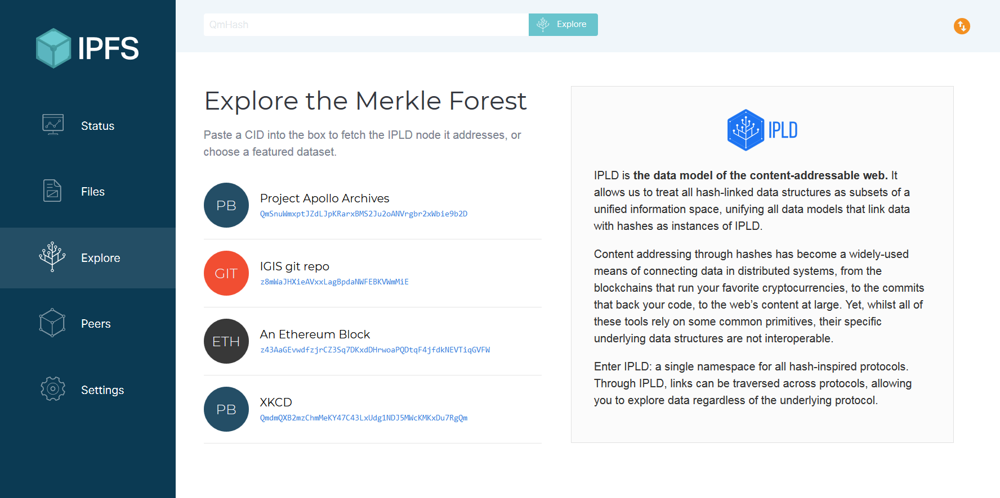 IPFS
Status
Files
Explore
Peers
Settings
QmHash
Explore
Explore the Merkle Forest
Paste a CID into the box to fetch the IPLD node it addresses, or
choose a featured dataset.
PB
Project Apollo Archives
QmSnuWmxptJZdLJpKRarxBMS2Ju2oANVrgbr2xWbie9b2D
GIT
IGIS git repo
z8mWaJHXieAVxxLagBpdaNWFEBKVWmMiE
ETH
An Ethereum Block
z43AaGEvwdfzjrCZ3Sq7DKxdDHrwoaPQDtqF4jfdkNEVTiqGVFW
PB
XKCD
QmdmQXB2mzChmMeKY47C43LxUdg1NDJ5MWcKMKxDu7RgQm
IPLD
IPLD is the data model of the content-addressable web. It
allows us to treat all hash-linked data structures as subsets of a
unified information space, unifying all data models that link data
with hashes as instances of IPLD.
Content addressing through hashes has become a widely-used
means of connecting data in distributed systems, from the
blockchains that run your favorite cryptocurrencies, to the commits
that back your code, to the web’s content at large. Yet, whilst all of
these tools rely on some common primitives, their specific
underlying data structures are not interoperable.
Enter IPLD: a single namespace for all hash-inspired protocols.
Through IPLD, links can be traversed across protocols, allowing
you to explore data regardless of the underlying protocol.